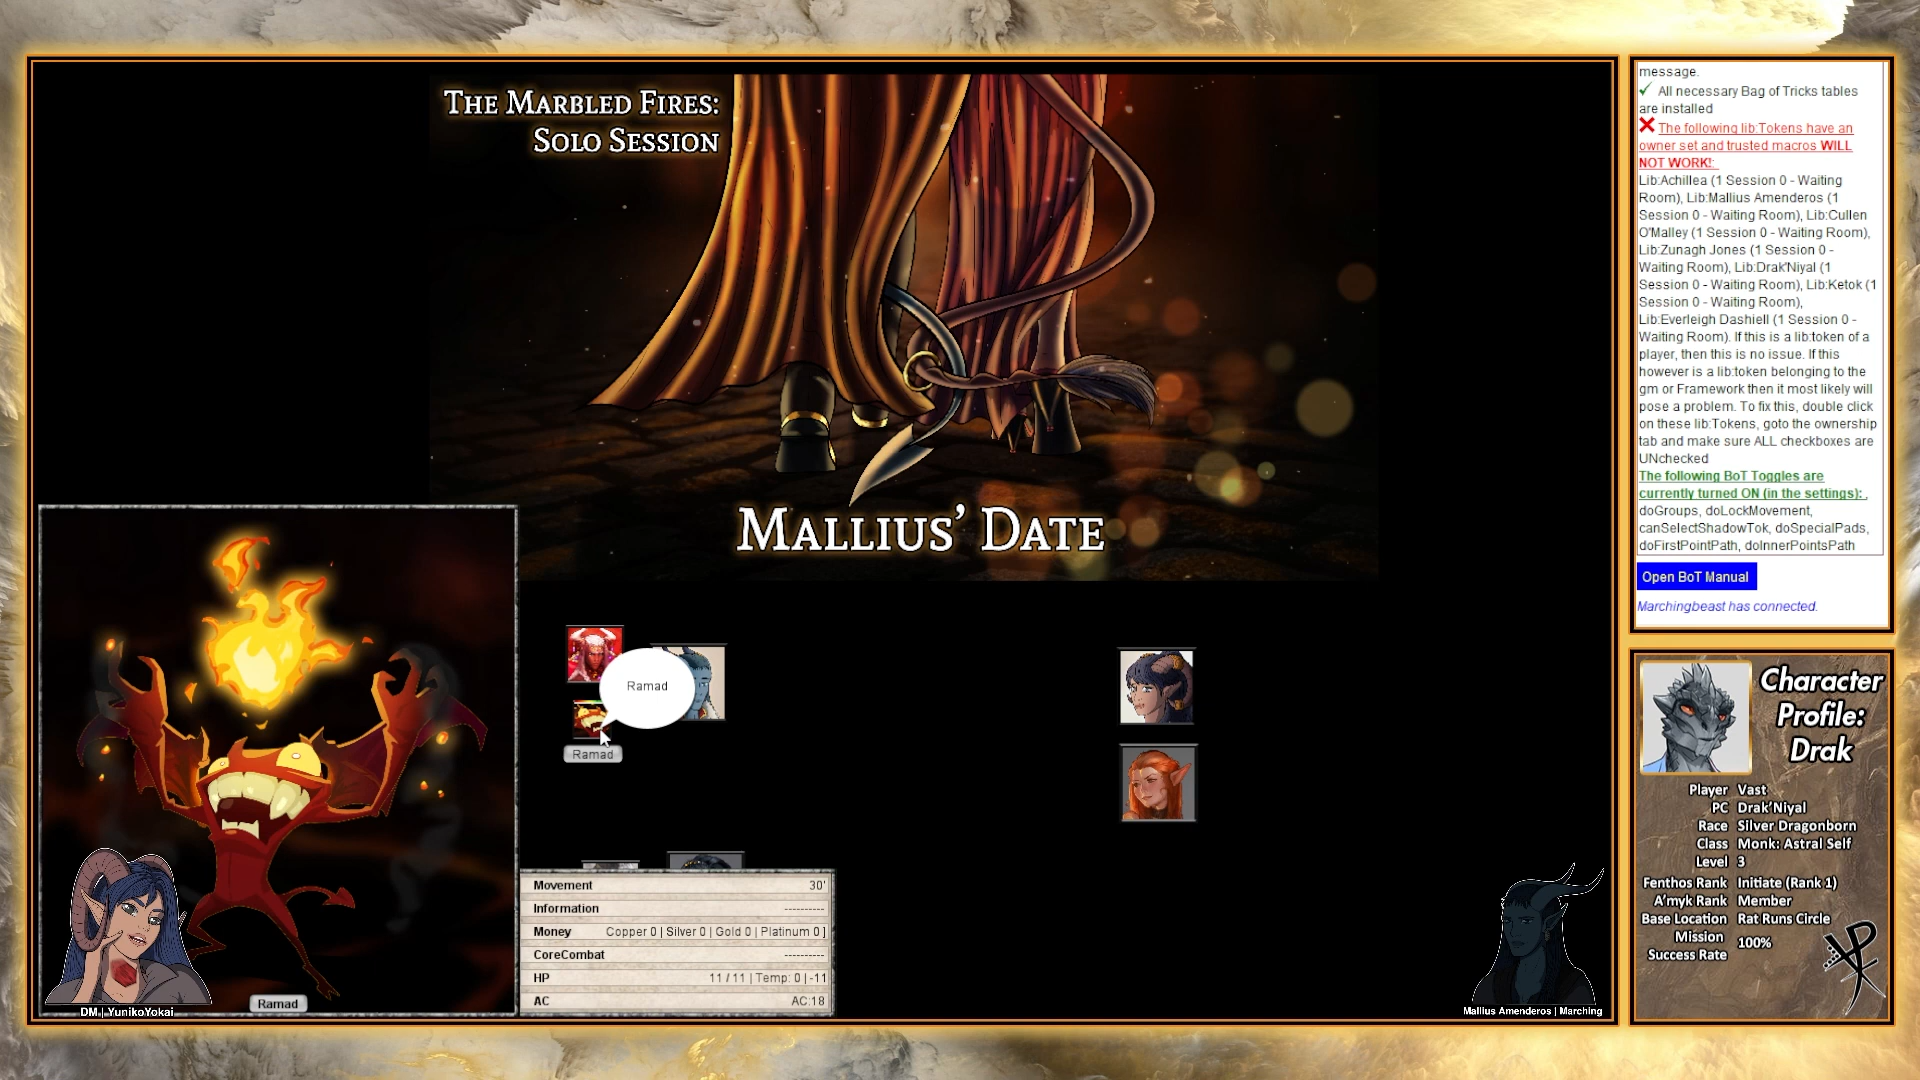 THE MARBLED FIRES:
SOLO SESSION
MALLIUS' DATE
Ramad
Ramad
Movement 30'
Information ----------
Money Copper 0 | Silver 0 | Gold 0 | Platinum 0 ]
CoreCombat ----------
HP 11 / 11 | Temp: 0 | -11
AC AC:18
Ramad
DM | YunikoYokai
Mallius Amenderos | Marching
message.
All necessary Bag of Tricks tables
are installed
The following lib:Tokens have an
owner set and trusted macros WILL
NOT WORK!:
Lib:Achillea (1 Session 0 - Waiting
Room), Lib:Mallius Amenderos (1
Session 0 - Waiting Room), Lib:Cullen
O'Malley (1 Session 0 - Waiting Room),
Lib:Zunagh Jones (1 Session 0 -
Waiting Room), Lib:Drak'Niyal (1
Session 0 - Waiting Room), Lib:Ketok (1
Session 0 - Waiting Room),
Lib:Everleigh Dashiell (1 Session 0 -
Waiting Room). If this is a lib:token of a
player, then this is no issue. If this
however is a lib:token belonging to the
gm or Framework then it most likely will
pose a problem. To fix this, double click
on these lib:Tokens, goto the ownership
tab and make sure ALL checkboxes are
UNchecked
The following BoT Toggles are
currently turned ON (in the settings): .
doGroups, doLockMovement,
canSelectShadowTok, doSpecialPads,
doFirstPointPath, doInnerPointsPath
Open BoT Manual
Marchingbeast has connected.
Character
Profile:
Drak
Player Vast
PC Drak'Niyal
Race Silver Dragonborn
Class Monk: Astral Self
Level 3
Fenthos Rank Initiate (Rank 1)
A'myk Rank Member
Base Location Rat Runs Circle
Mission
Success Rate 100%